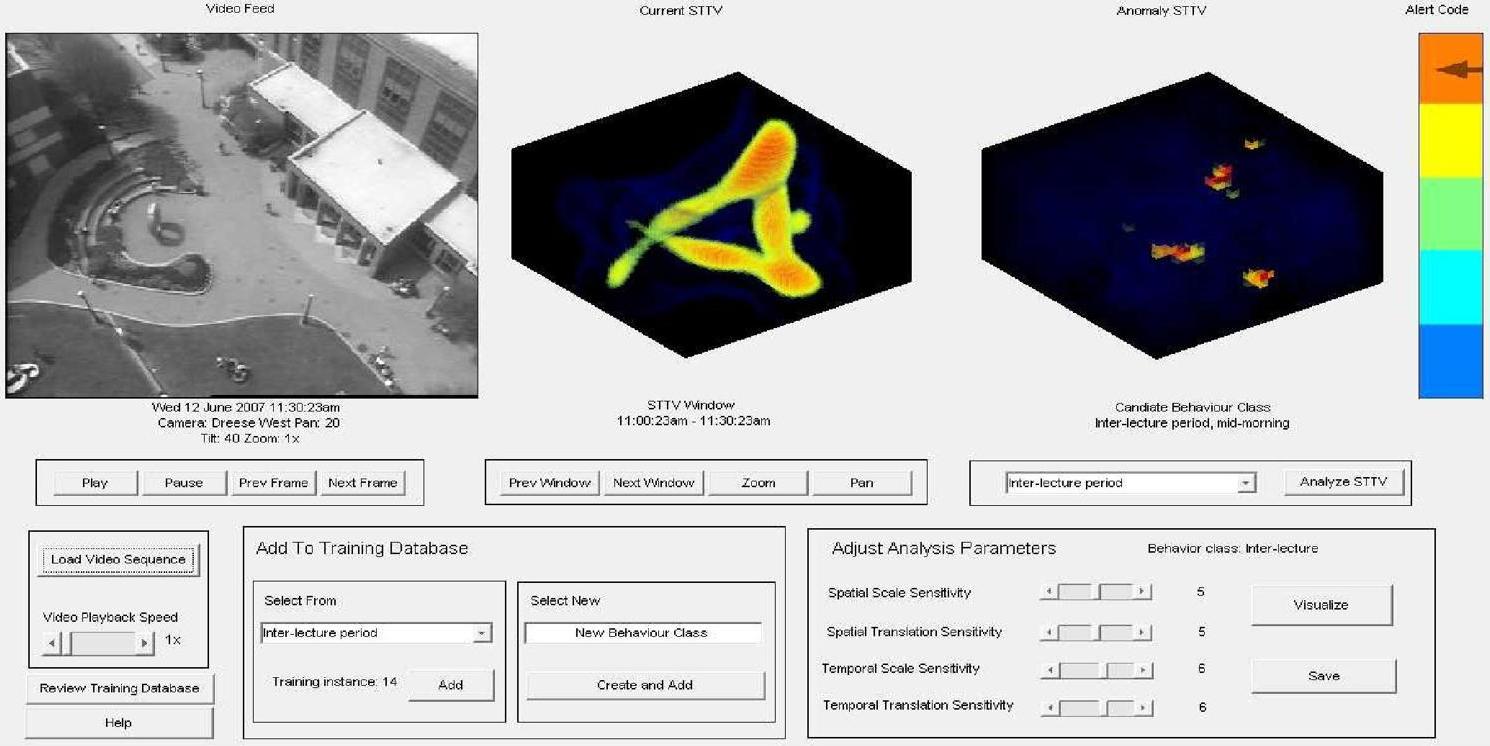 Video Feed
Current STTV
Anomaly STTV
Alert Code
Wed 12 June 2007 11:30:23am
Camera: Dreese West Pan: 20
Tilt: 40 Zoom: 1x
STTV Window
11:00:23am - 11:30:23am
Candiate Behaviour Class
Inter-lecture period, mid-morning
Play
Pause
Prev Frame
Next Frame
Prev Window
Next Window
Zoom
Pan
Inter-lecture period
Analyze STTV
Load Video Sequence
Video Playback Speed
1x
Review Training Database
Help
Add To Training Database
Select From
Inter-lecture period
Training instance: 14
Add
Select New
New Behaviour Class
Create and Add
Adjust Analysis Parameters
Behavior class: Inter-lecture
Spatial Scale Sensitivity
5
Spatial Translation Sensitivity
5
Temporal Scale Sensitivity
6
Temporal Translation Sensitivity
6
Visualize
Save